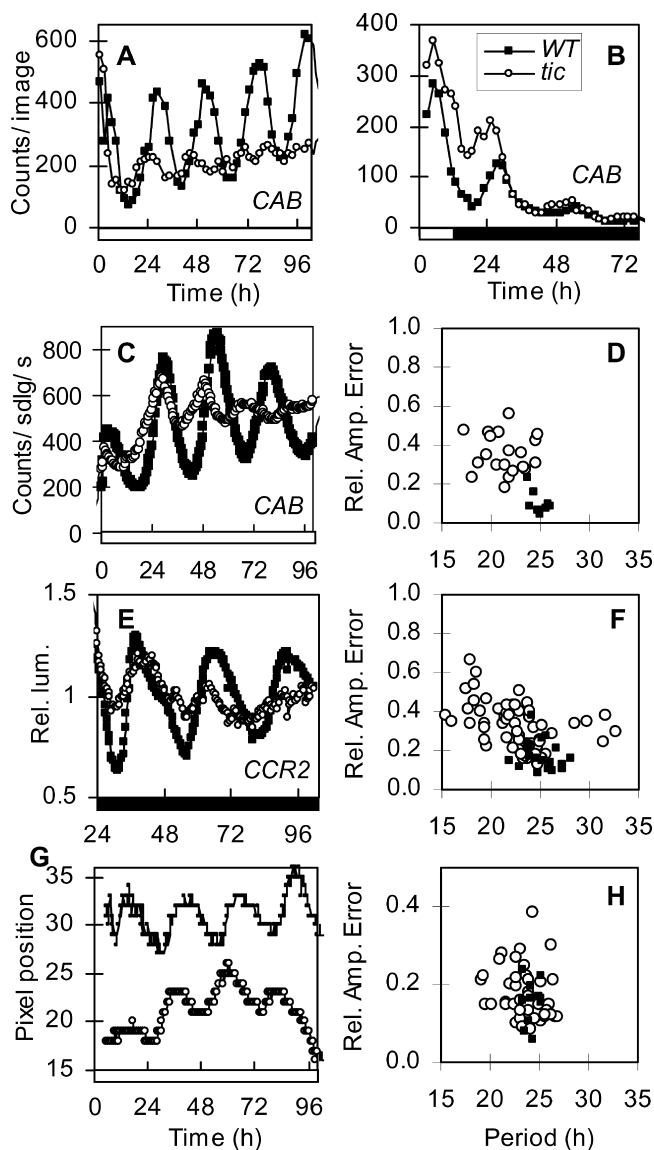 A
Counts/ image
600
400
200
0
CAB
0 24 48 72 96
Time (h)
B
WT
tic
400
300
200
100
0
CAB
0 24 48 72
Time (h)
C
Counts/ sdlg/ s
800
600
400
200
0
CAB
0 24 48 72 96
D
Rel. Amp. Error
1.0
0.8
0.6
0.4
0.2
0.0
15 20 25 30 35
E
Rel. lum.
1.5
1
0.5
CCR2
24 48 72 96
F
Rel. Amp. Error
1.0
0.8
0.6
0.4
0.2
0.0
15 20 25 30 35
G
Pixel position
35
30
25
20
15
0 24 48 72 96
Time (h)
H
Rel. Amp. Error
0.4
0.2
0.0
15 20 25 30 35
Period (h)